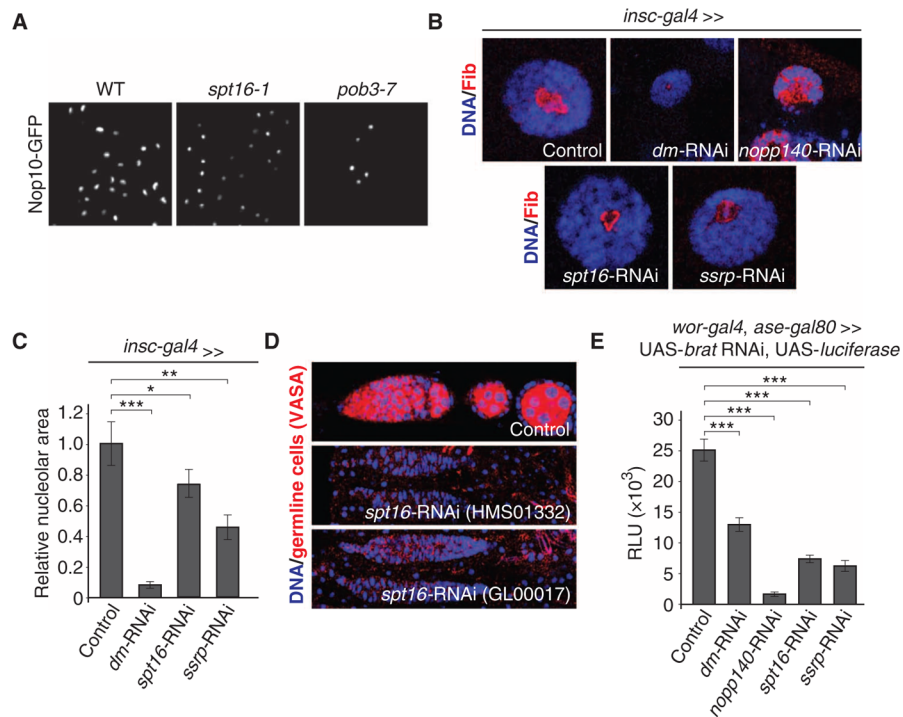 A
WT
spt16-1
pob3-7
Nop10-GFP
B
insc-gal4 >>
DNA/Fib
Control
dm-RNAi
nopp140-RNAi
DNA/Fib
spt16-RNAi
ssrp-RNAi
C
insc-gal4 >>
**
*
***
Relative nucleolar area
1.2
1.0
0.8
0.6
0.4
0.2
0
Control
dm-RNAi
spt16-RNAi
ssrp-RNAi
D
DNA/germline cells (VASA)
Control
spt16-RNAi (HMS01332)
spt16-RNAi (GL00017)
E
wor-gal4, ase-gal80 >>
UAS-brat RNAi, UAS-luciferase
***
***
***
***
RLU (×10³)
30
25
20
15
10
5
0
Control
dm-RNAi
nopp140-RNAi
spt16-RNAi
ssrp-RNAi